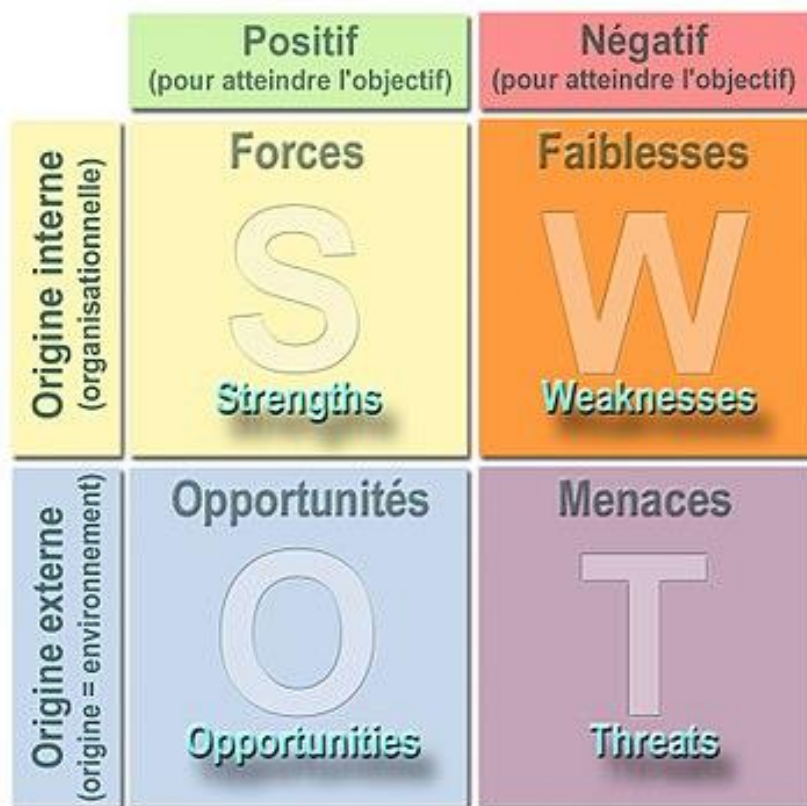 Positif
(pour atteindre l'objectif)
Négatif
(pour atteindre l'objectif)
Origine interne
(organisationnelle)
Forces
S
Strengths
Faiblesses
W
Weaknesses
Origine externe
(origine = environnement)
Opportunités
O
Opportunities
Menaces
T
Threats